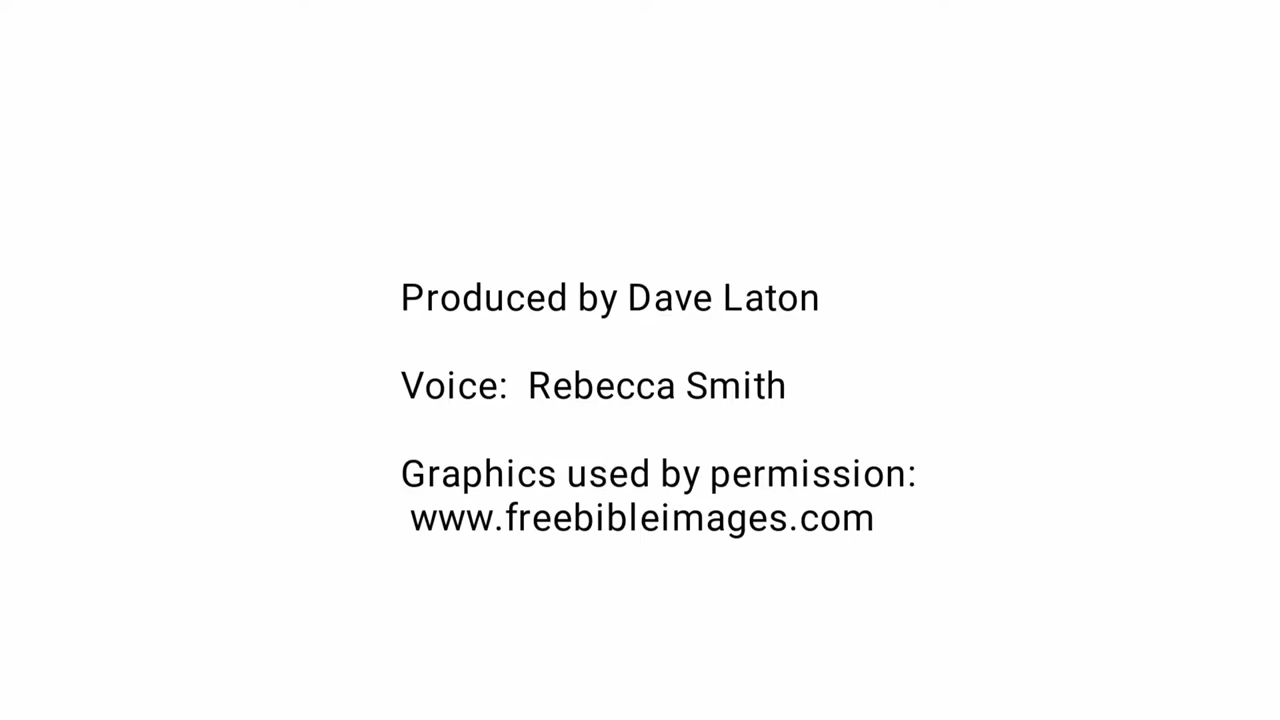 Produced by Dave Laton
Voice:  Rebecca Smith
Graphics used by permission:
www.freebibleimages.com